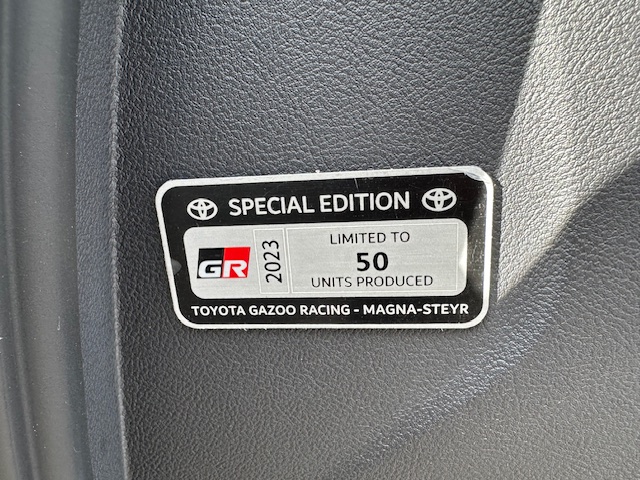 SPECIAL EDITION
GR
2023
LIMITED TO
50
UNITS PRODUCED
TOYOTA GAZOO RACING - MAGNA-STEYR